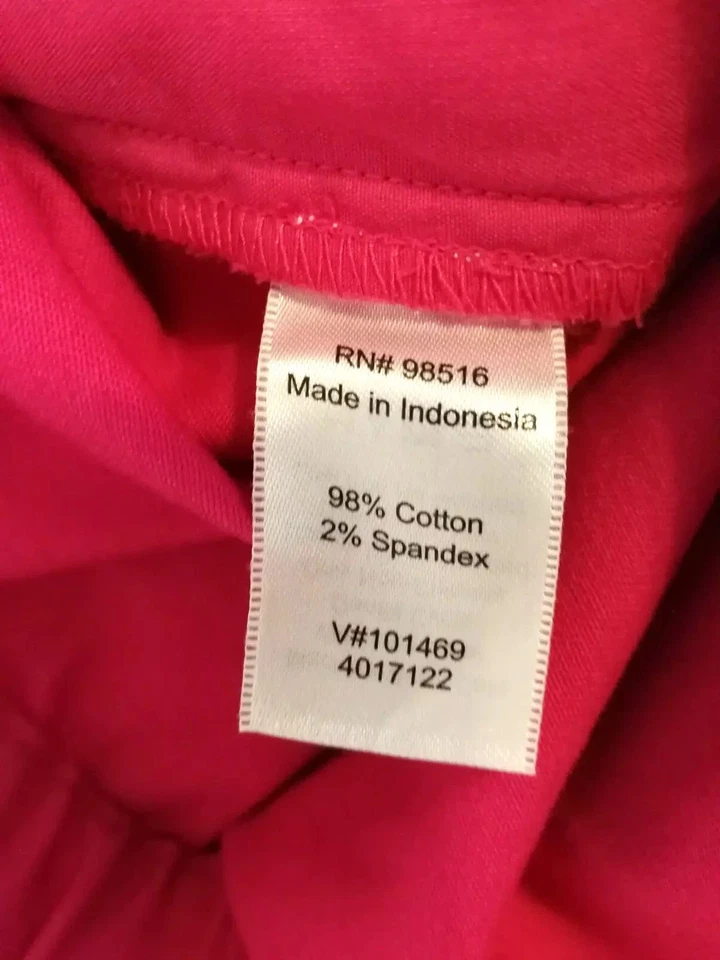 RN# 98516
Made in Indonesia
98% Cotton
2% Spandex
V#101469
4017122